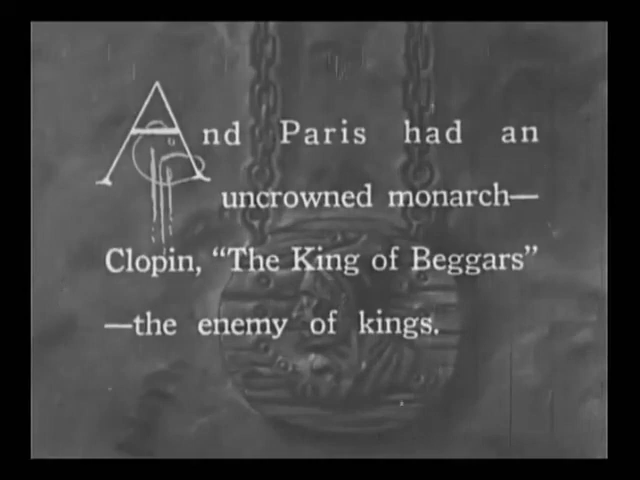 And Paris had an
uncrowned monarch—
Clopin, “The King of Beggars”
—the enemy of kings.